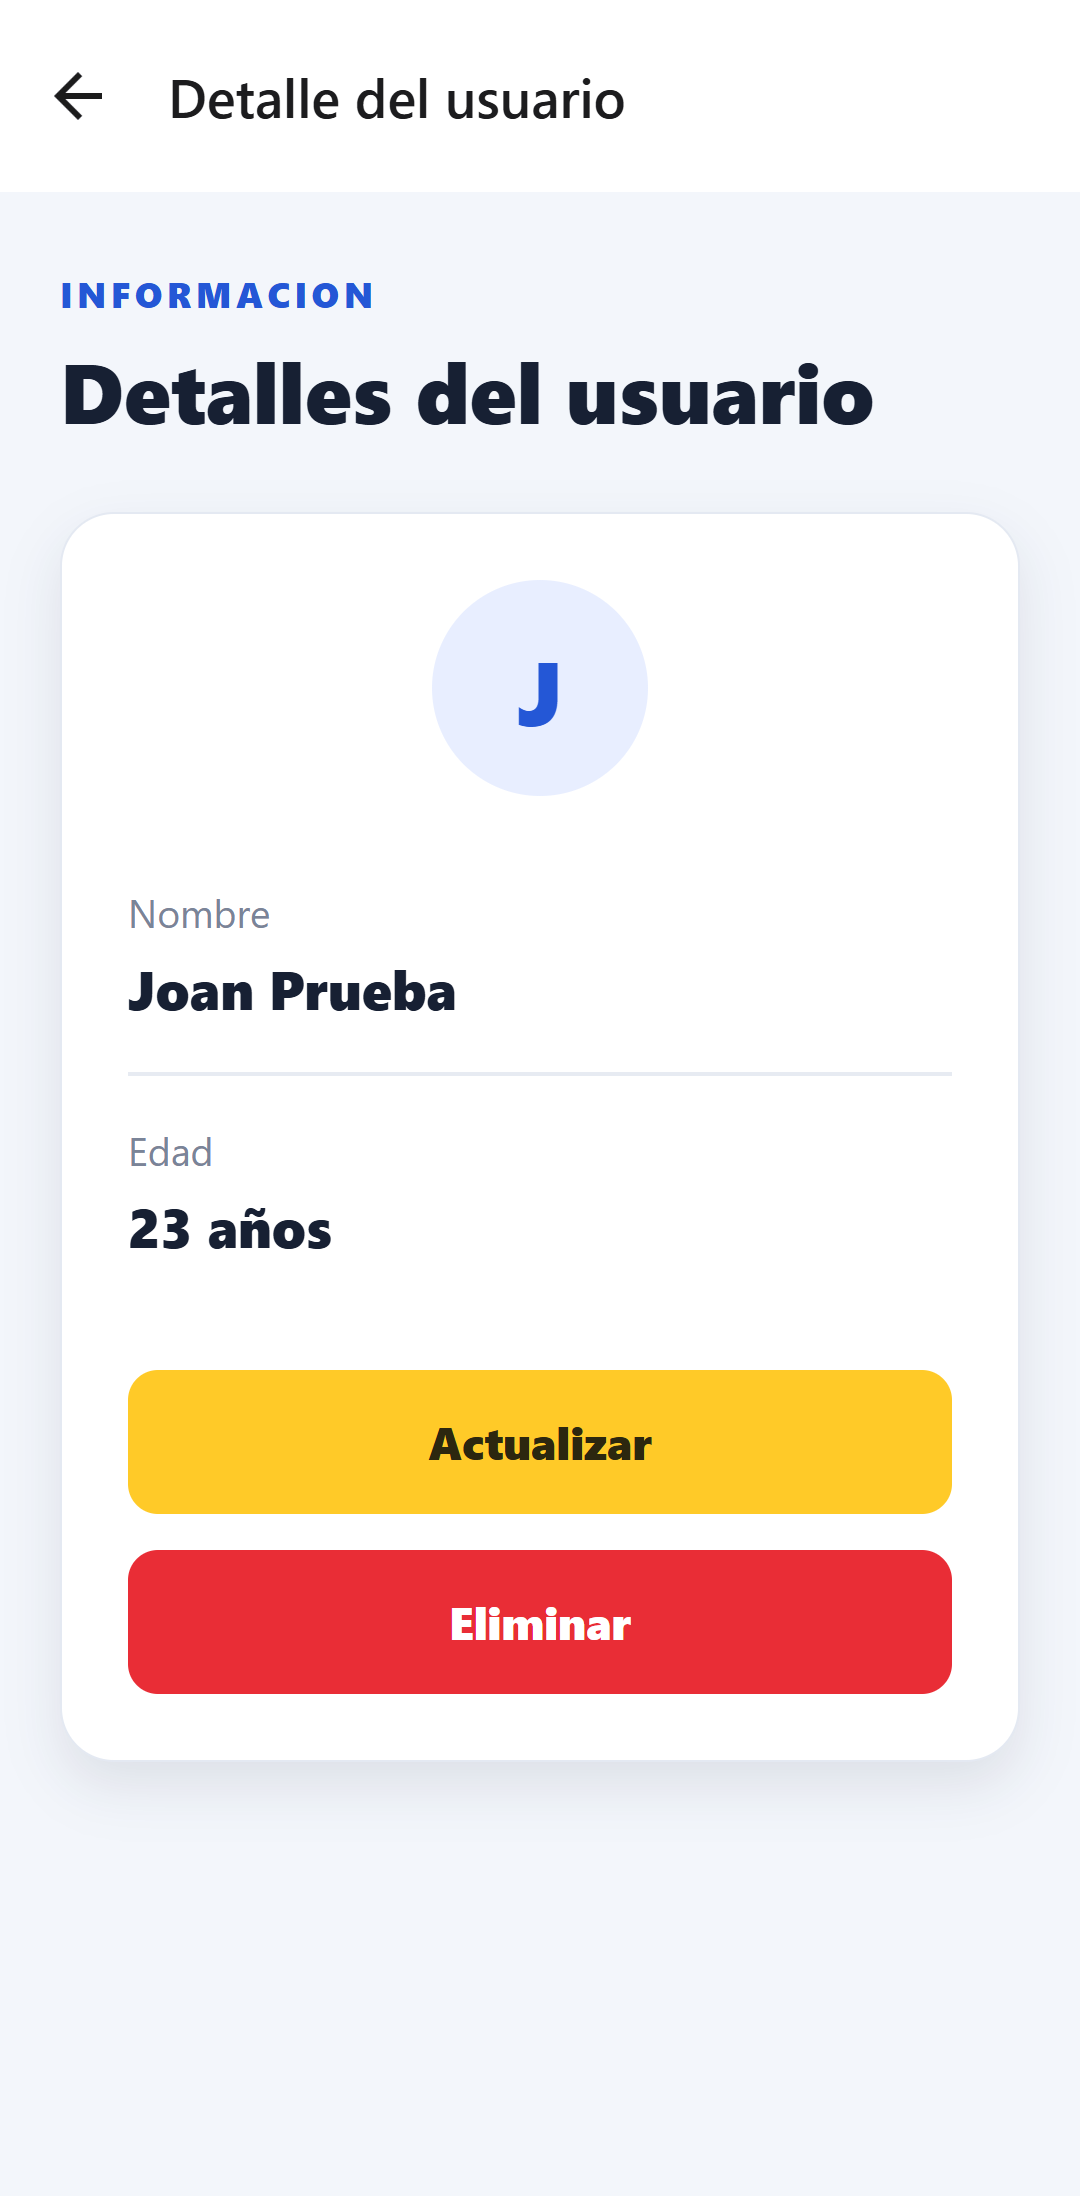 Detalle del usuario
INFORMACION
Detalles del usuario
J
Nombre
Joan Prueba
Edad
23 años
Actualizar
Eliminar